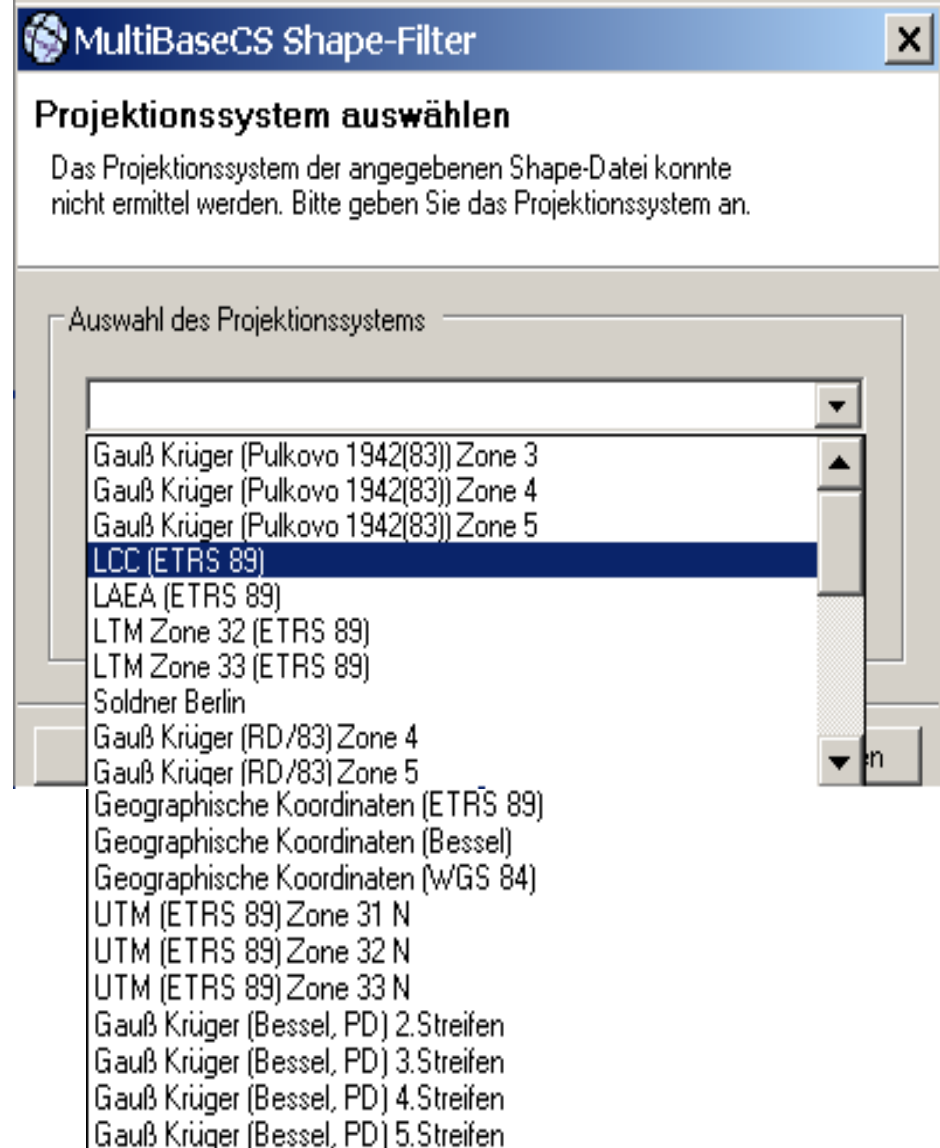 MultiBaseCS Shape-Filter
Projektionssystem auswählen
Das Projektionssystem der angegebenen Shape-Datei konnte
nicht ermittel werden. Bitte geben Sie das Projektionssystem an.
Auswahl des Projektionssystems
Gauß Krüger (Pulkovo 1942(83)) Zone 3
Gauß Krüger (Pulkovo 1942(83)) Zone 4
Gauß Krüger (Pulkovo 1942(83)) Zone 5
LCC (ETRS 89)
LAEA (ETRS 89)
LTM Zone 32 (ETRS 89)
LTM Zone 33 (ETRS 89)
Soldner Berlin
Gauß Krüger (RD/83) Zone 4
Gauß Krüger (RD/83) Zone 5
Geographische Koordinaten (ETRS 89)
Geographische Koordinaten (Bessel)
Geographische Koordinaten (WGS 84)
UTM (ETRS 89) Zone 31 N
UTM (ETRS 89) Zone 32 N
UTM (ETRS 89) Zone 33 N
Gauß Krüger (Bessel, PD) 2.Streifen
Gauß Krüger (Bessel, PD) 3.Streifen
Gauß Krüger (Bessel, PD) 4.Streifen
Gauß Krüger (Bessel, PD) 5.Streifen